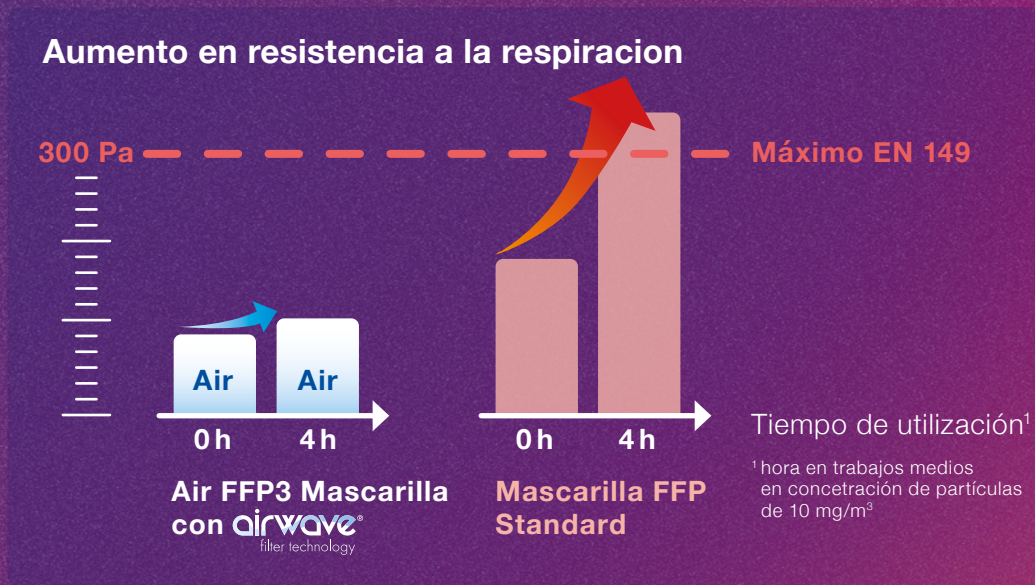 Aumento en resistencia a la respiracion
300 Pa
Máximo EN 149
Air
Air
0 h
4 h
0 h
4 h
Tiempo de utilización¹
Air FFP3 Mascarilla
con airwave®
filter technology
Mascarilla FFP
Standard
¹ hora en trabajos medios
en concetración de partículas
de 10 mg/m³